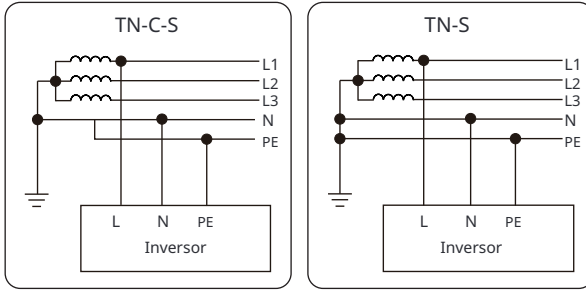 TN-C-S
L1
L2
L3
N
PE
L N PE
Inversor
TN-S
L1
L2
L3
N
PE
L N PE
Inversor